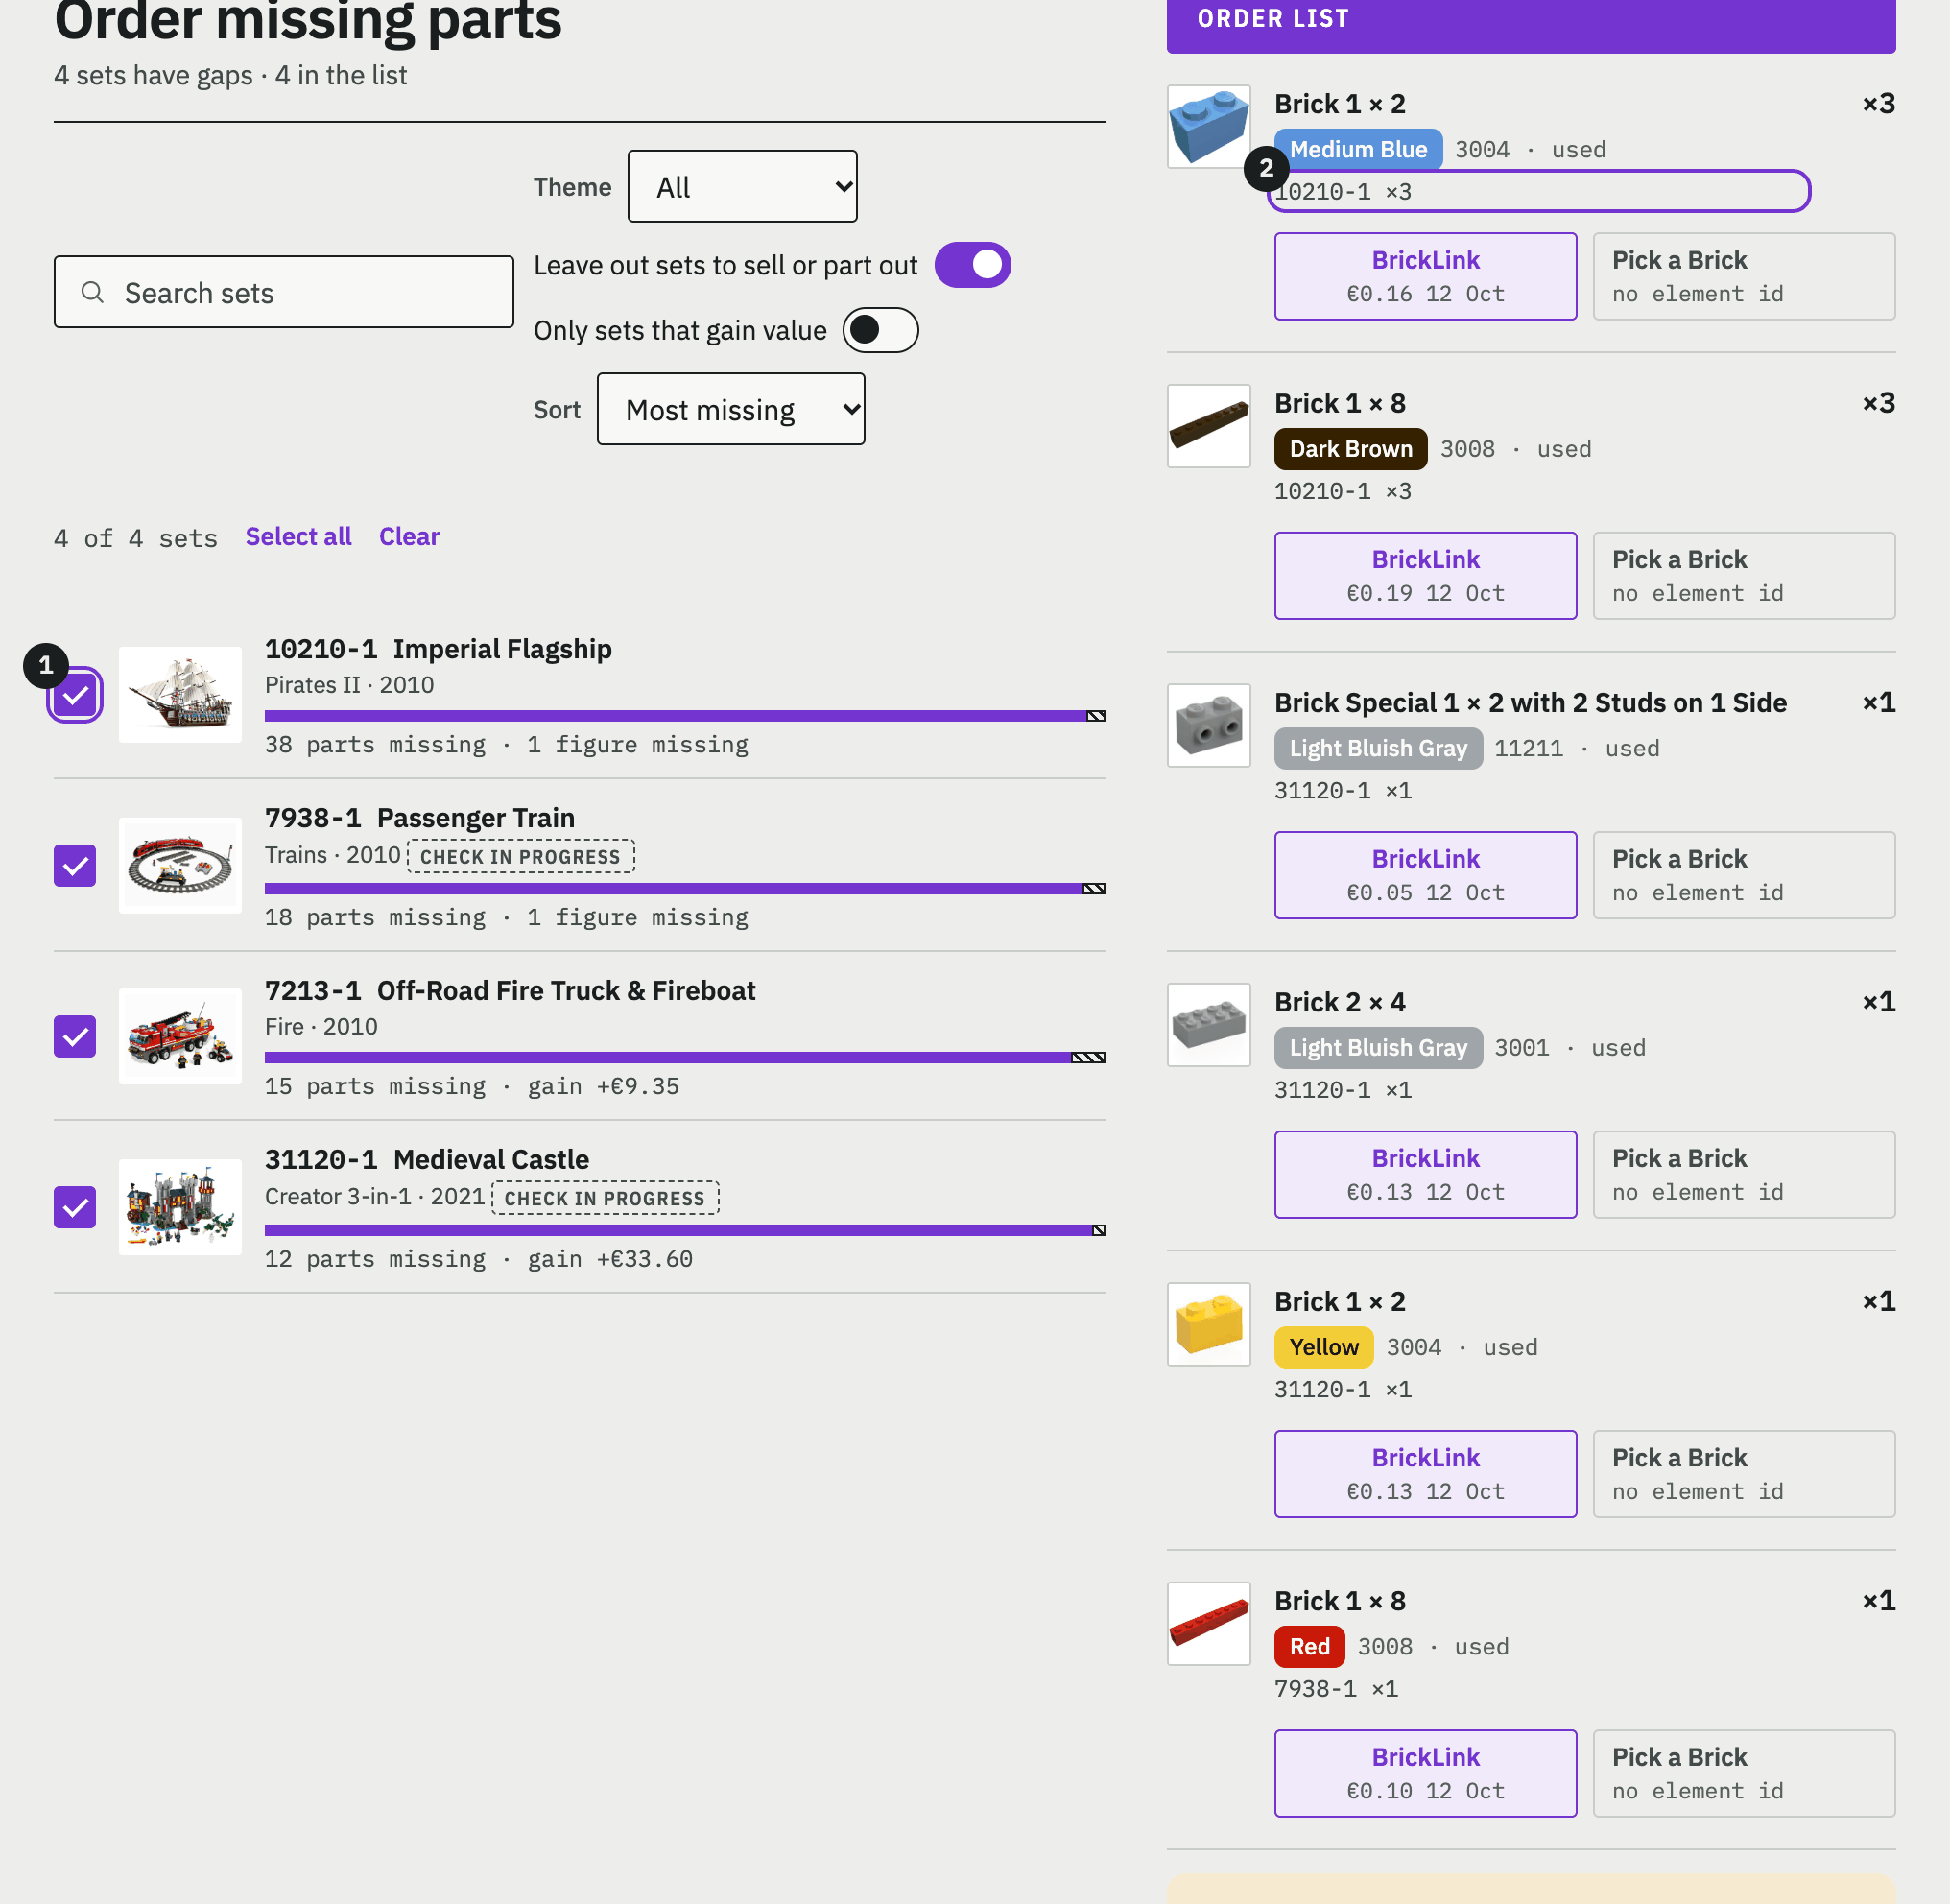 Order missing parts
4 sets have gaps · 4 in the list
Theme
All
Leave out sets to sell or part out
Search sets
Only sets that gain value
Sort
Most missing
4 of 4 sets Select all Clear
1
10210-1 Imperial Flagship
Pirates II · 2010
38 parts missing · 1 figure missing
7938-1 Passenger Train
Trains · 2010 CHECK IN PROGRESS
18 parts missing · 1 figure missing
7213-1 Off-Road Fire Truck & Fireboat
Fire · 2010
15 parts missing · gain +€9.35
31120-1 Medieval Castle
Creator 3-in-1 · 2021 CHECK IN PROGRESS
12 parts missing · gain +€33.60
ORDER LIST
Brick 1 × 2 ×3
Medium Blue 3004 · used
2
10210-1 ×3
BrickLink
€0.16 12 Oct
Pick a Brick
no element id
Brick 1 × 8 ×3
Dark Brown 3008 · used
10210-1 ×3
BrickLink
€0.19 12 Oct
Pick a Brick
no element id
Brick Special 1 × 2 with 2 Studs on 1 Side ×1
Light Bluish Gray 11211 · used
31120-1 ×1
BrickLink
€0.05 12 Oct
Pick a Brick
no element id
Brick 2 × 4 ×1
Light Bluish Gray 3001 · used
31120-1 ×1
BrickLink
€0.13 12 Oct
Pick a Brick
no element id
Brick 1 × 2 ×1
Yellow 3004 · used
31120-1 ×1
BrickLink
€0.13 12 Oct
Pick a Brick
no element id
Brick 1 × 8 ×1
Red 3008 · used
7938-1 ×1
BrickLink
€0.10 12 Oct
Pick a Brick
no element id